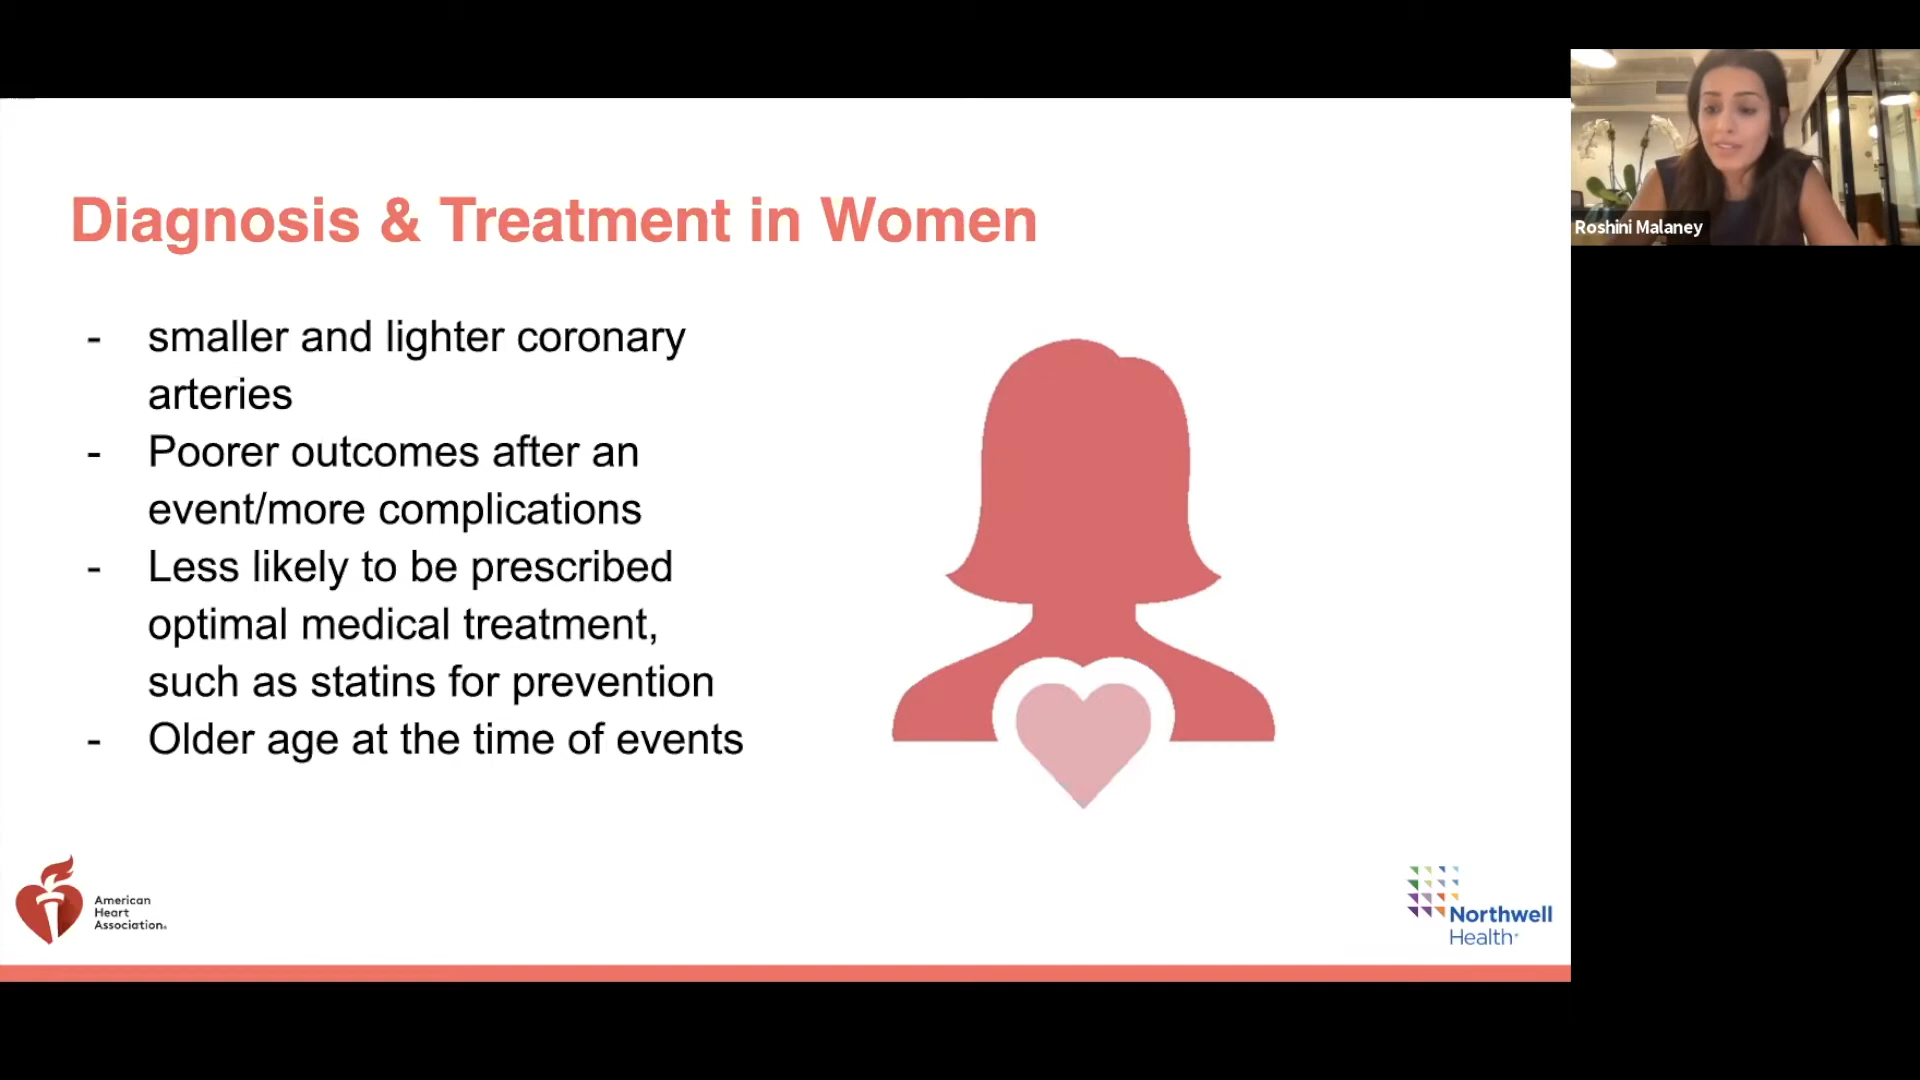 Diagnosis & Treatment in Women
- smaller and lighter coronary
arteries
- Poorer outcomes after an
event/more complications
- Less likely to be prescribed
optimal medical treatment,
such as statins for prevention
- Older age at the time of events
American
Heart
Association®
Northwell
Health®
Roshini Malaney